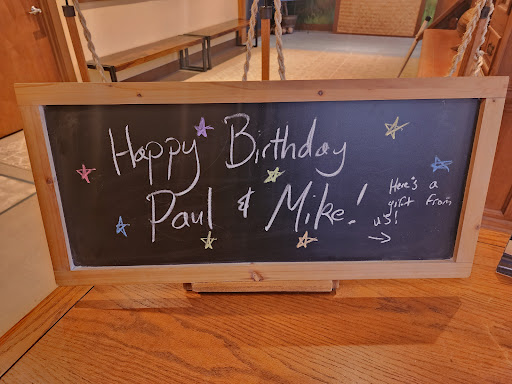 Happy Birthday
Paul & Mike!
Here's a
gift from
us!